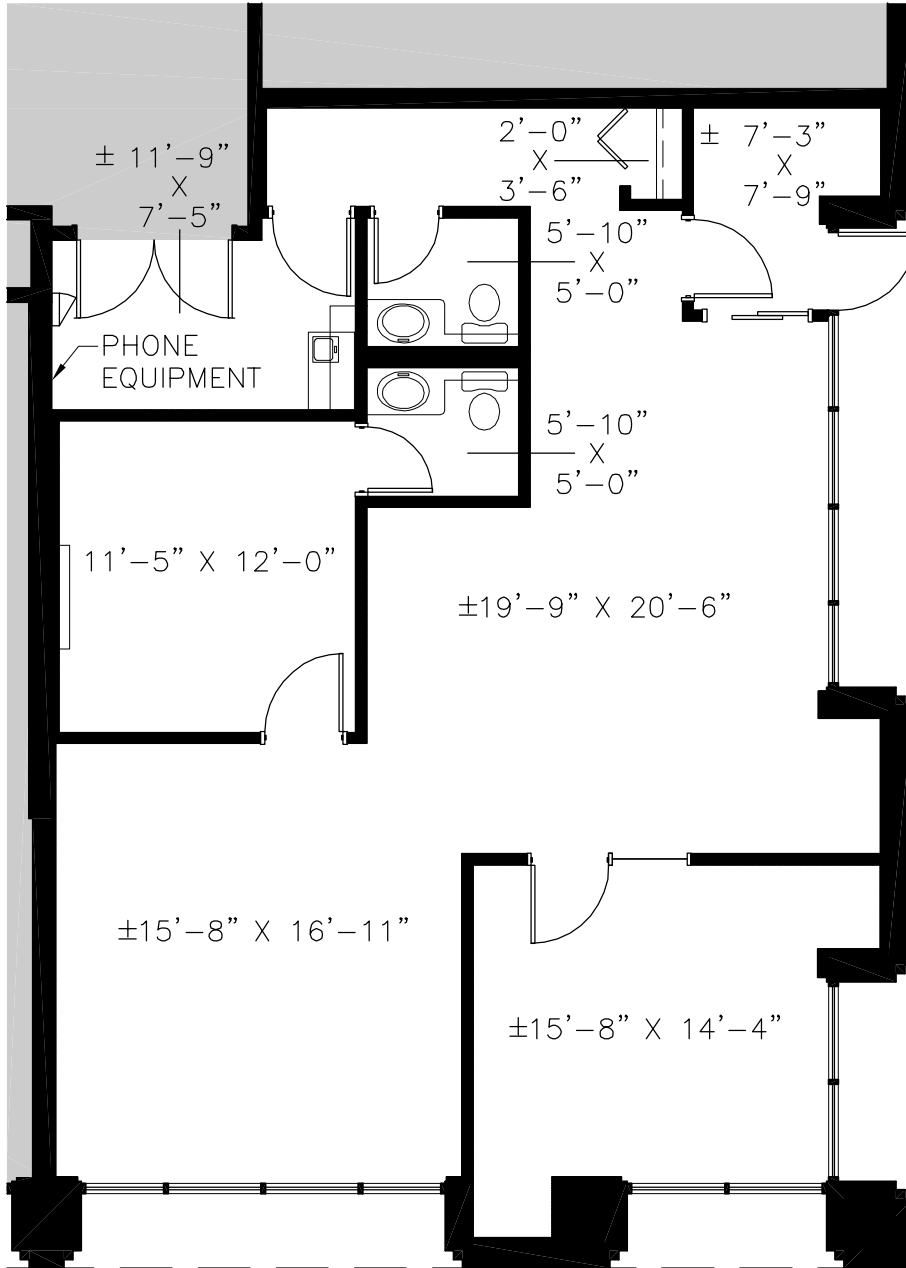 ± 11'-9"
X
7'-5"
2'-0"
X
3'-6"
± 7'-3"
X
7'-9"
5'-10"
X
5'-0"
PHONE
EQUIPMENT
5'-10"
X
5'-0"
11'-5" X 12'-0"
±19'-9" X 20'-6"
±15'-8" X 16'-11"
±15'-8" X 14'-4"